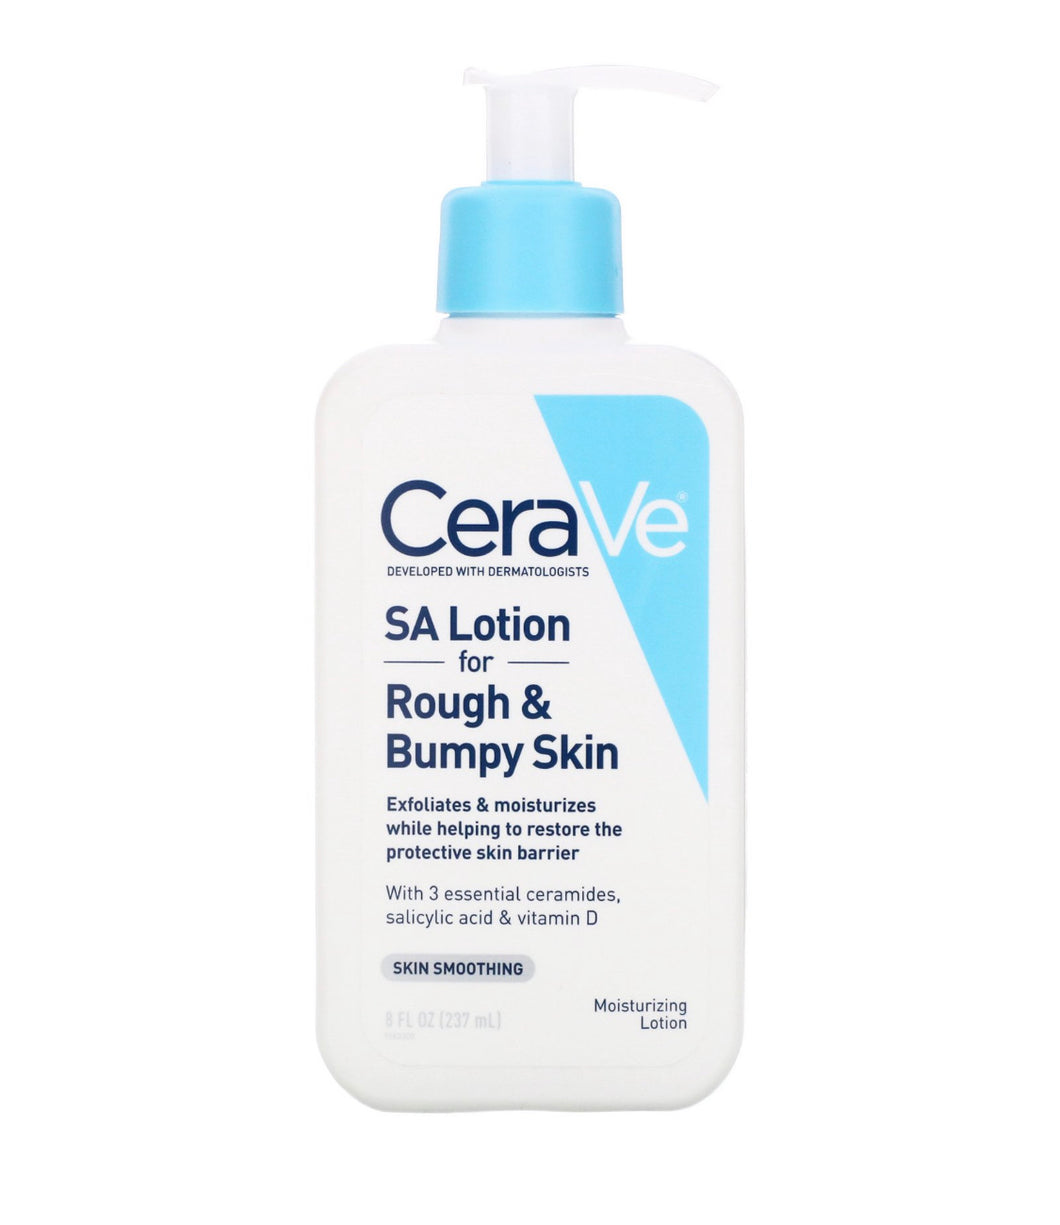 CeraVe®
DEVELOPED WITH DERMATOLOGISTS
SA Lotion
for
Rough &
Bumpy Skin
Exfoliates & moisturizes
while helping to restore the
protective skin barrier
With 3 essential ceramides,
salicylic acid & vitamin D
SKIN SMOOTHING
8 FL OZ (237 mL)
Moisturizing
Lotion